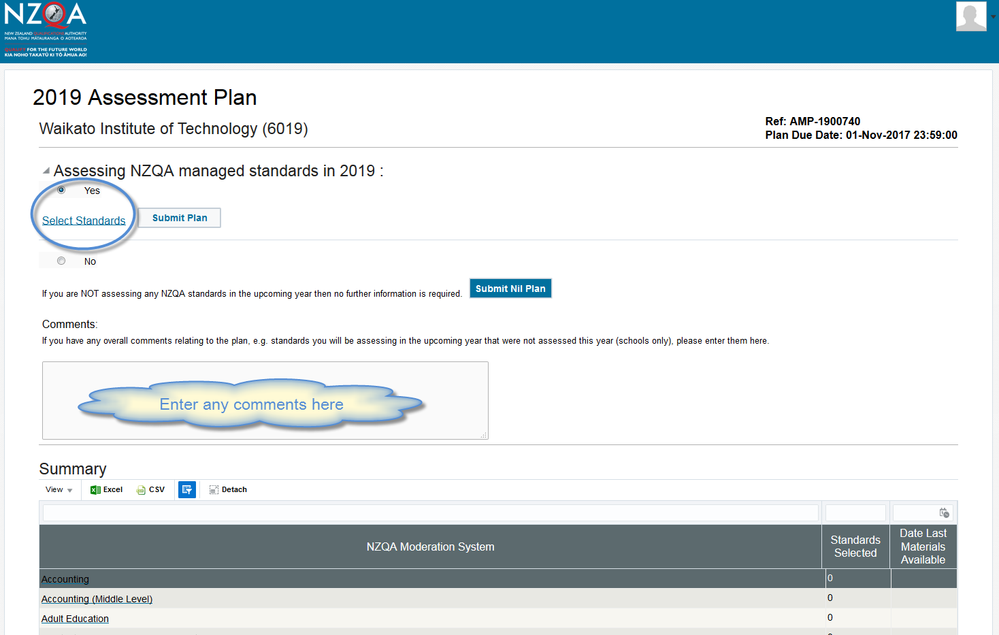 NZQA
NEW ZEALAND QUALIFICATIONS AUTHORITY
MANA TOHU MĀTAURANGA O AOTEAROA
QUALIFY FOR THE FUTURE WORLD
KIA NOHO TAKATŪ KI TŌ ĀMUA AO!
2019 Assessment Plan
Waikato Institute of Technology (6019)
Ref: AMP-1900740
Plan Due Date: 01-Nov-2017 23:59:00
Assessing NZQA managed standards in 2019 :
Yes
Select Standards Submit Plan
No
If you are NOT assessing any NZQA standards in the upcoming year then no further information is required. Submit Nil Plan
Comments:
If you have any overall comments relating to the plan, e.g. standards you will be assessing in the upcoming year that were not assessed this year (schools only), please enter them here.
Enter any comments here
Summary
View Excel CSV Detach
NZQA Moderation System
Standards
Selected
Date Last
Materials
Available
Accounting 0
Accounting (Middle Level) 0
Adult Education 0